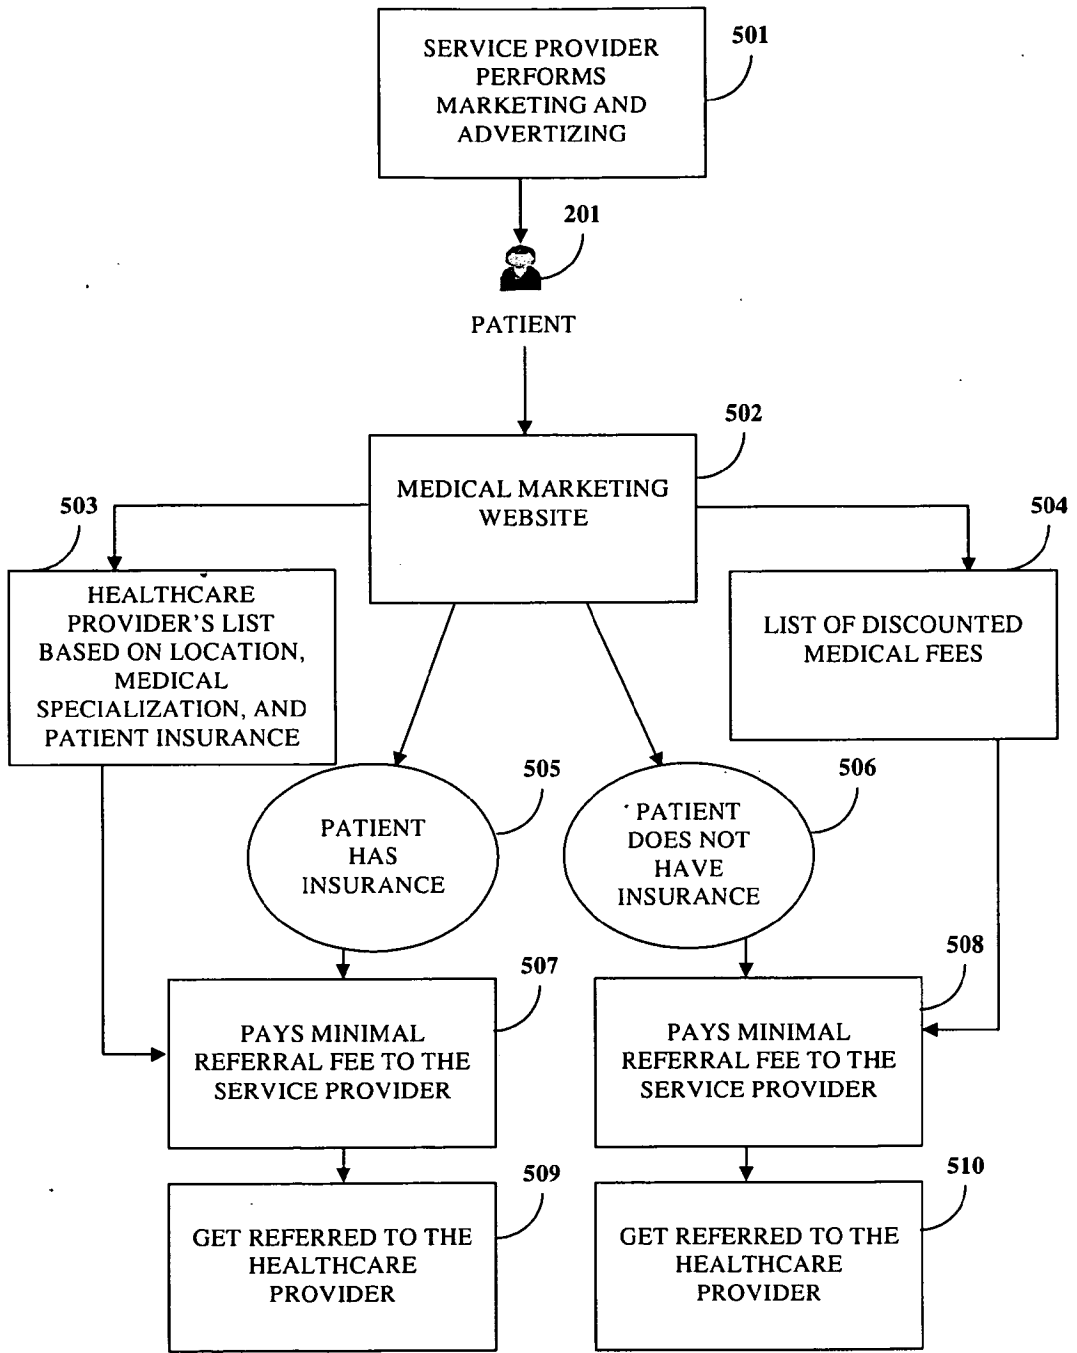 501
SERVICE PROVIDER
PERFORMS
MARKETING AND
ADVERTIZING
201
PATIENT
502
MEDICAL MARKETING
WEBSITE
503
504
HEALTHCARE
PROVIDER'S LIST
BASED ON LOCATION,
MEDICAL
SPECIALIZATION, AND
PATIENT INSURANCE
LIST OF DISCOUNTED
MEDICAL FEES
505
506
PATIENT
HAS
INSURANCE
PATIENT
DOES NOT
HAVE
INSURANCE
507
508
PAYS MINIMAL
REFERRAL FEE TO THE
SERVICE PROVIDER
PAYS MINIMAL
REFERRAL FEE TO THE
SERVICE PROVIDER
509
510
GET REFERRED TO THE
HEALTHCARE
PROVIDER
GET REFERRED TO THE
HEALTHCARE
PROVIDER